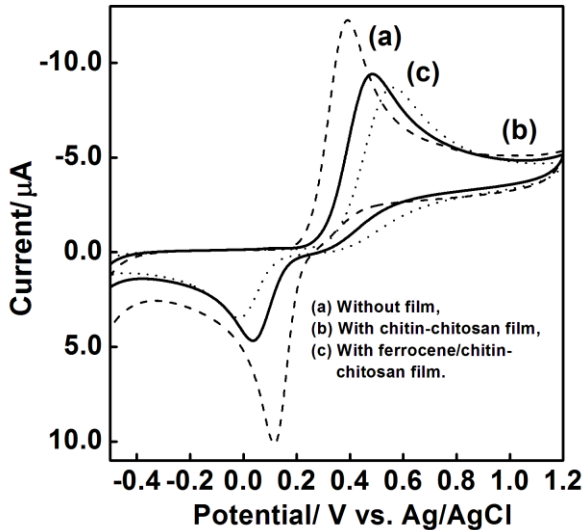 -10.0
-5.0
0.0
5.0
10.0
Current/μA
(a)
(c)
(b)
(a) Without film,
(b) With chitin-chitosan film,
(c) With ferrocene/chitin-
chitosan film.
-0.4 -0.2 0.0 0.2 0.4 0.6 0.8 1.0 1.2
Potential/ V vs. Ag/AgCl